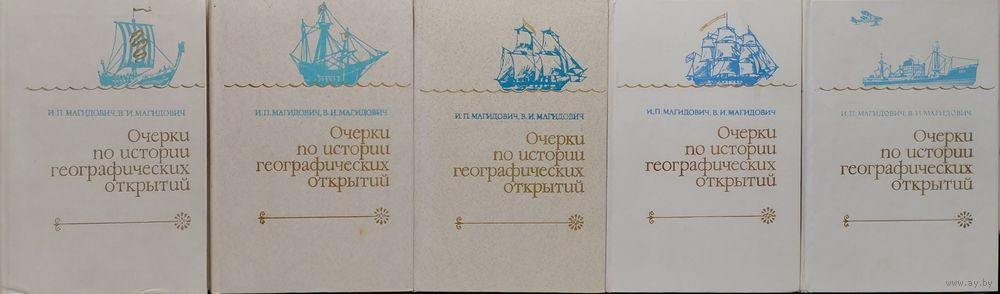 И. П. МАГИДОВИЧ, В. И. МАГИДОВИЧ
Очерки
по истории
географических
открытий
И. П. МАГИДОВИЧ, В. И. МАГИДОВИЧ
Очерки
по истории
географических
открытий
И. П. МАГИДОВИЧ, В. И. МАГИДОВИЧ
Очерки
по истории
географических
открытий
И. П. МАГИДОВИЧ, В. И. МАГИДОВИЧ
Очерки
по истории
географических
открытий
И. П. МАГИДОВИЧ, В. И. МАГИДОВИЧ
Очерки
по истории
географических
открытий
www.ay.by